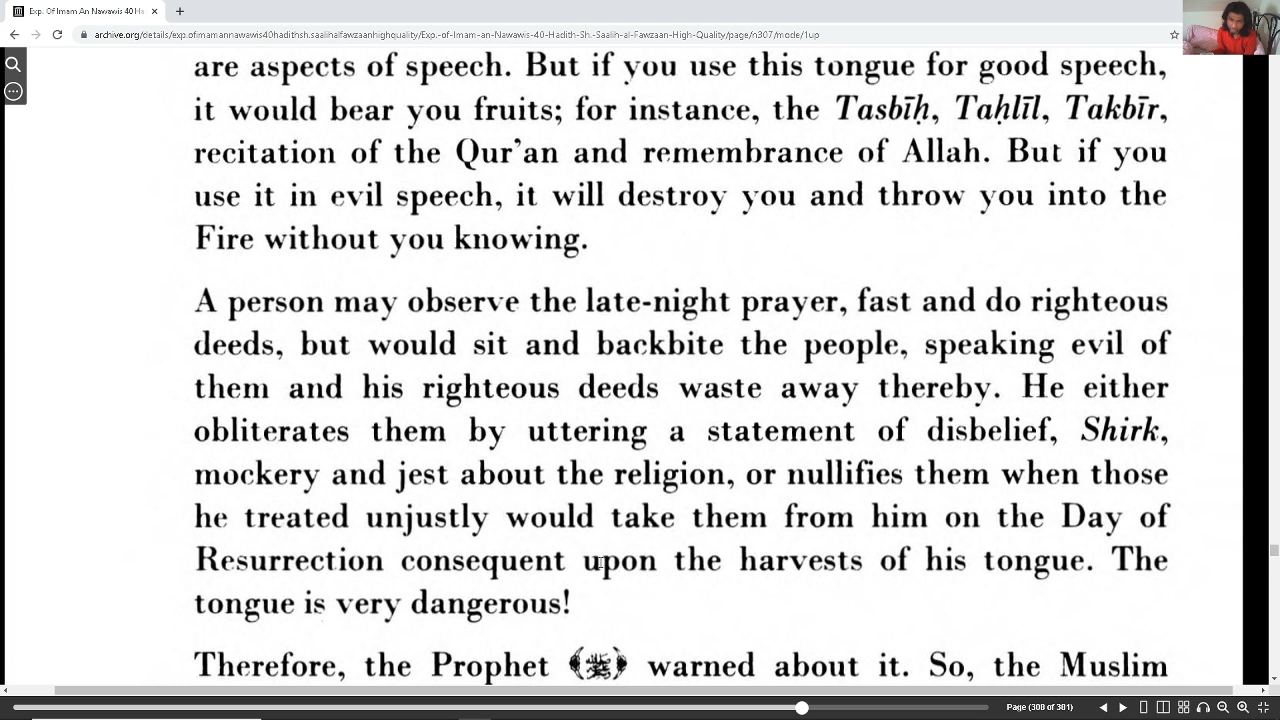 Exp. Of Imam An Nawawis 40 Ha
archive.org/details/exp.ofimamannawawis40hadithsh.saalihalfawzaanhighquality/Exp.-of-Imam-an-Nawawis-40-Hadith-Sh.-Saalih-al-Fawzaan-High-Quality/page/n307/mode/1up
are aspects of speech. But if you use this tongue for good speech,
it would bear you fruits; for instance, the Tasbīḥ, Taḥlīl, Takbīr,
recitation of the Qur’an and remembrance of Allah. But if you
use it in evil speech, it will destroy you and throw you into the
Fire without you knowing.
A person may observe the late-night prayer, fast and do righteous
deeds, but would sit and backbite the people, speaking evil of
them and his righteous deeds waste away thereby. He either
obliterates them by uttering a statement of disbelief, Shirk,
mockery and jest about the religion, or nullifies them when those
he treated unjustly would take them from him on the Day of
Resurrection consequent upon the harvests of his tongue. The
tongue is very dangerous!
Therefore, the Prophet (ﷺ) warned about it. So, the Muslim
Page (308 of 381)